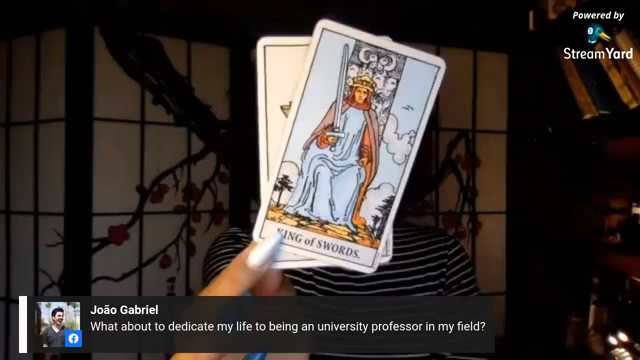 Powered by
StreamYard
KING of SWORDS.
João Gabriel
What about to dedicate my life to being an university professor in my field?